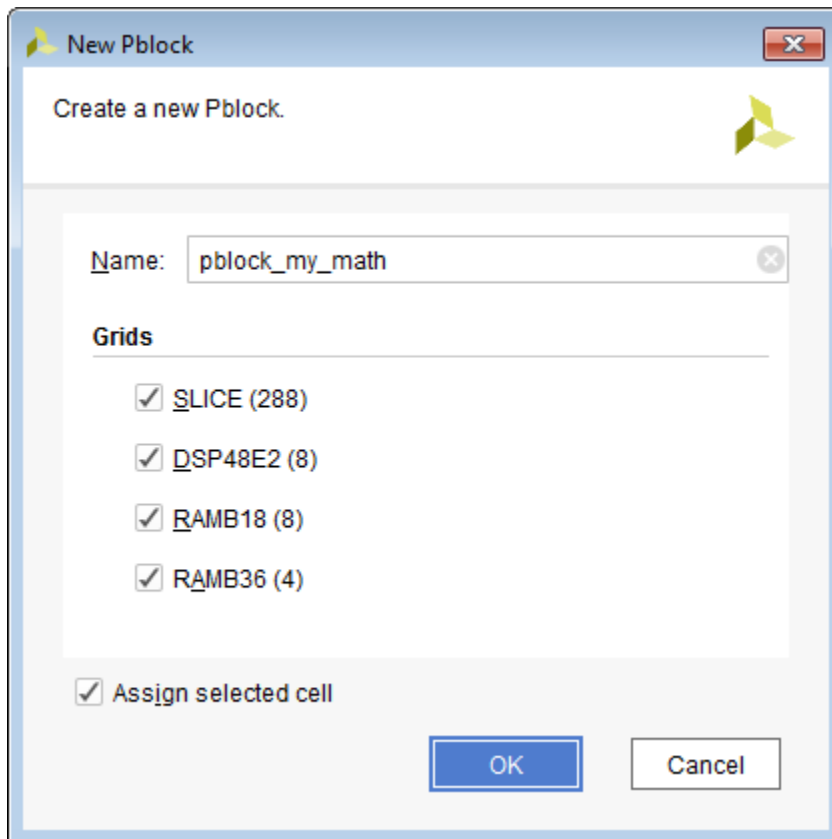 New Pblock
Create a new Pblock.
Name: pblock_my_math
Grids
SLICE (288)
DSP48E2 (8)
RAMB18 (8)
RAMB36 (4)
Assign selected cell
OK Cancel